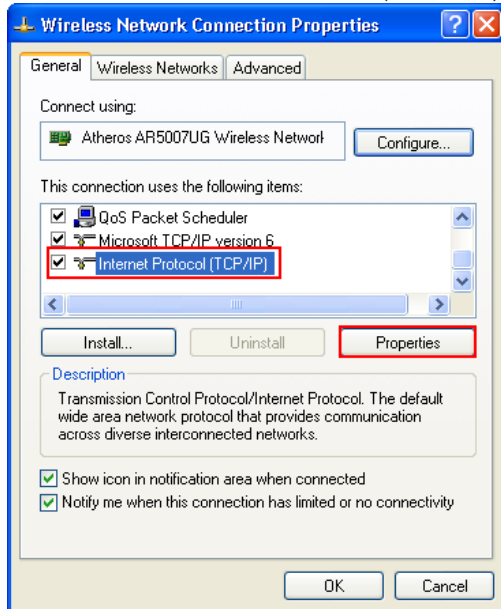 Wireless Network Connection Properties
General Wireless Networks Advanced
Connect using:
Atheros AR5007UG Wireless Network Configure...
This connection uses the following items:
QoS Packet Scheduler
Microsoft TCP/IP version 6
Internet Protocol (TCP/IP)
Install... Uninstall Properties
Description
Transmission Control Protocol/Internet Protocol. The default
wide area network protocol that provides communication
across diverse interconnected networks.
Show icon in notification area when connected
Notify me when this connection has limited or no connectivity
OK Cancel